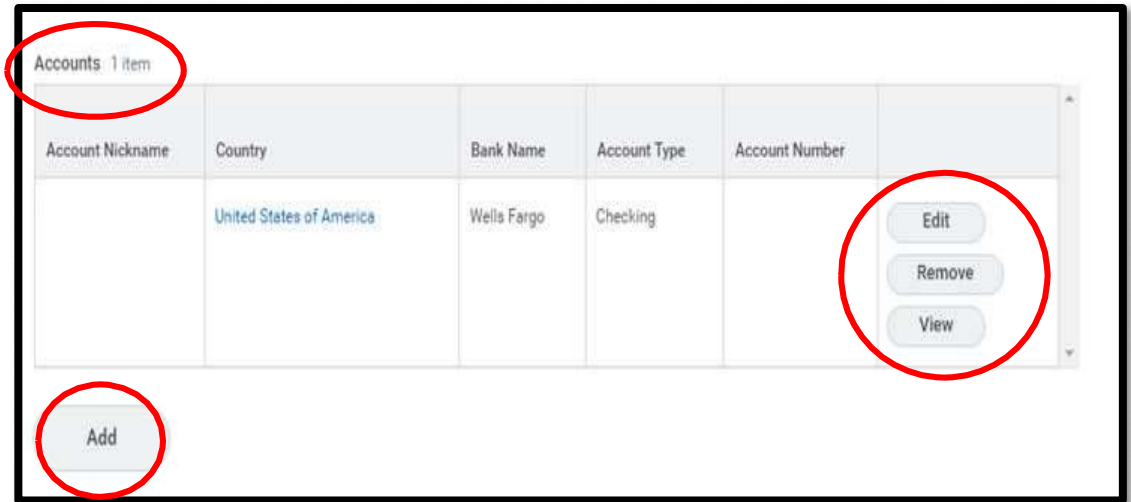 Accounts 1 item
Account Nickname Country Bank Name Account Type Account Number
United States of America Wells Fargo Checking Edit
Remove
View
Add